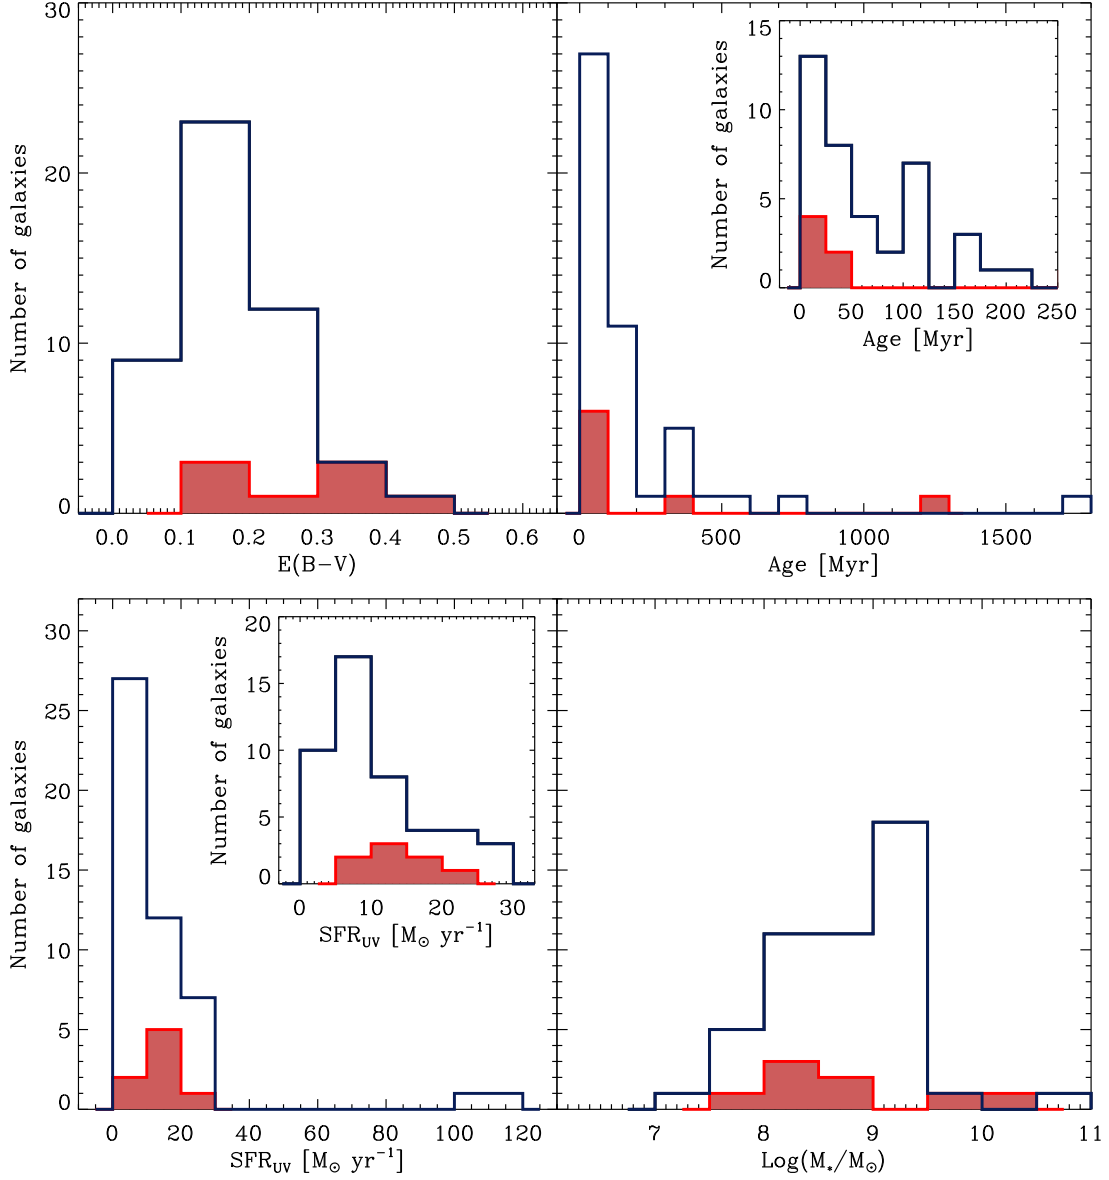 30
20
10
0
Number of galaxies
0.0 0.1 0.2 0.3 0.4 0.5 0.6
E(B−V)
15
10
5
0
Number of galaxies
0 50 100 150 200 250
Age [Myr]
0 500 1000 1500
Age [Myr]
30
25
20
15
10
5
0
Number of galaxies
20
15
10
5
0
Number of galaxies
0 10 20 30
SFR_UV [M_⊙ yr^−1]
0 20 40 60 80 100 120
SFR_UV [M_⊙ yr^−1]
7 8 9 10 11
Log(M_*/M_⊙)